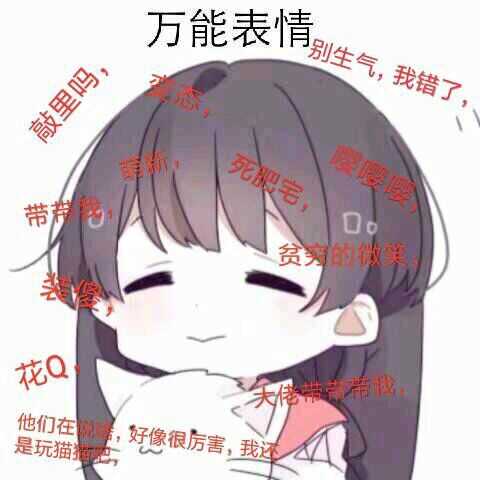 万能表情
别生气，我错了，
敲里吗，
变态，
萌新，
死肥宅，
嘤嘤嘤，
带带我，
贫穷的微笑，
装傻，
花Q，
大佬带带带我，
他们在说啥，好像很厉害，我还
是玩猫猫吧，